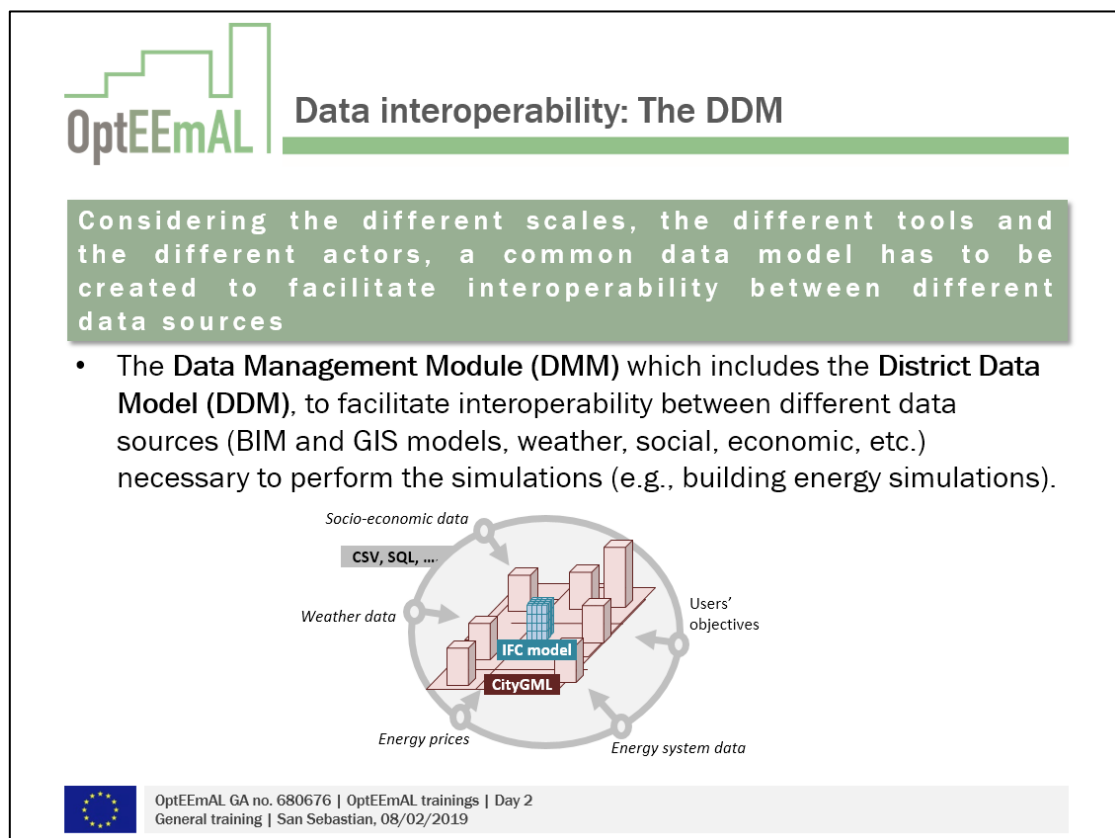 OptEEmAL
Data interoperability: The DDM
Considering the different scales, the different tools and
the different actors, a common data model has to be
created to facilitate interoperability between different
data sources
• The Data Management Module (DMM) which includes the District Data
Model (DDM), to facilitate interoperability between different data
sources (BIM and GIS models, weather, social, economic, etc.)
necessary to perform the simulations (e.g., building energy simulations).
Socio-economic data
CSV, SQL, ...
Weather data
Users'
objectives
IFC model
CityGML
Energy prices
Energy system data
OptEEmAL GA no. 680676 | OptEEmAL trainings | Day 2
General training | San Sebastian, 08/02/2019